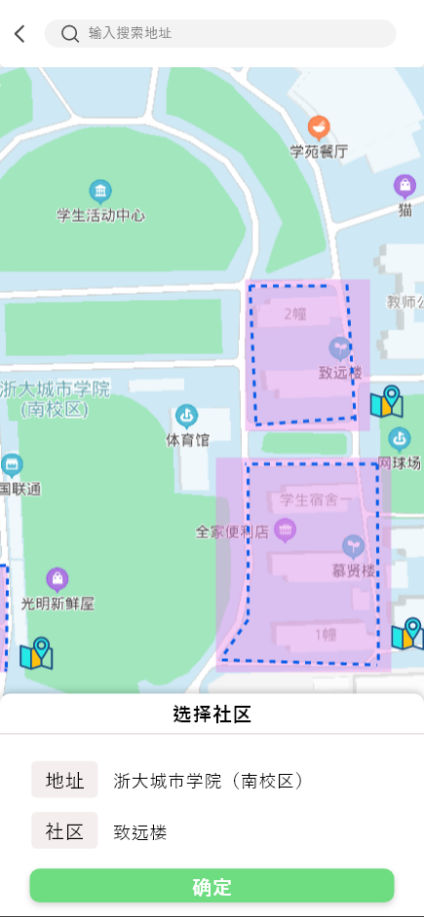 输入搜索地址
学苑餐厅
猫
学生活动中心
2幢
教师公
致远楼
浙大城市学院
(南校区)
体育馆
网球场
国联通
学生宿舍一
全家便利店
慕贤楼
光明新鲜屋
1幢
选择社区
地址
浙大城市学院（南校区）
社区
致远楼
确定